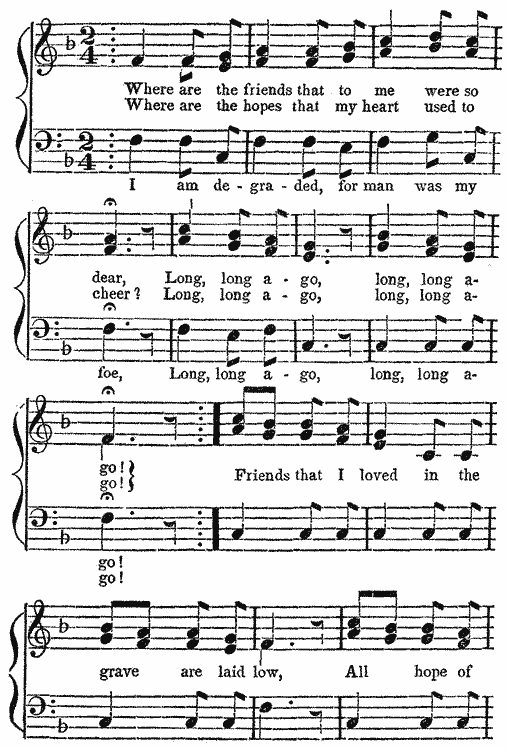 Where are the friends that to me were so
Where are the hopes that my heart used to
I am de - gra - ded, for man was my
dear, Long, long a - go, long, long a-
cheer? Long, long a - go, long, long a-
foe, Long, long a - go, long, long a-
go!
go!
Friends that I loved in the
go!
go!
grave are laid low, All hope of